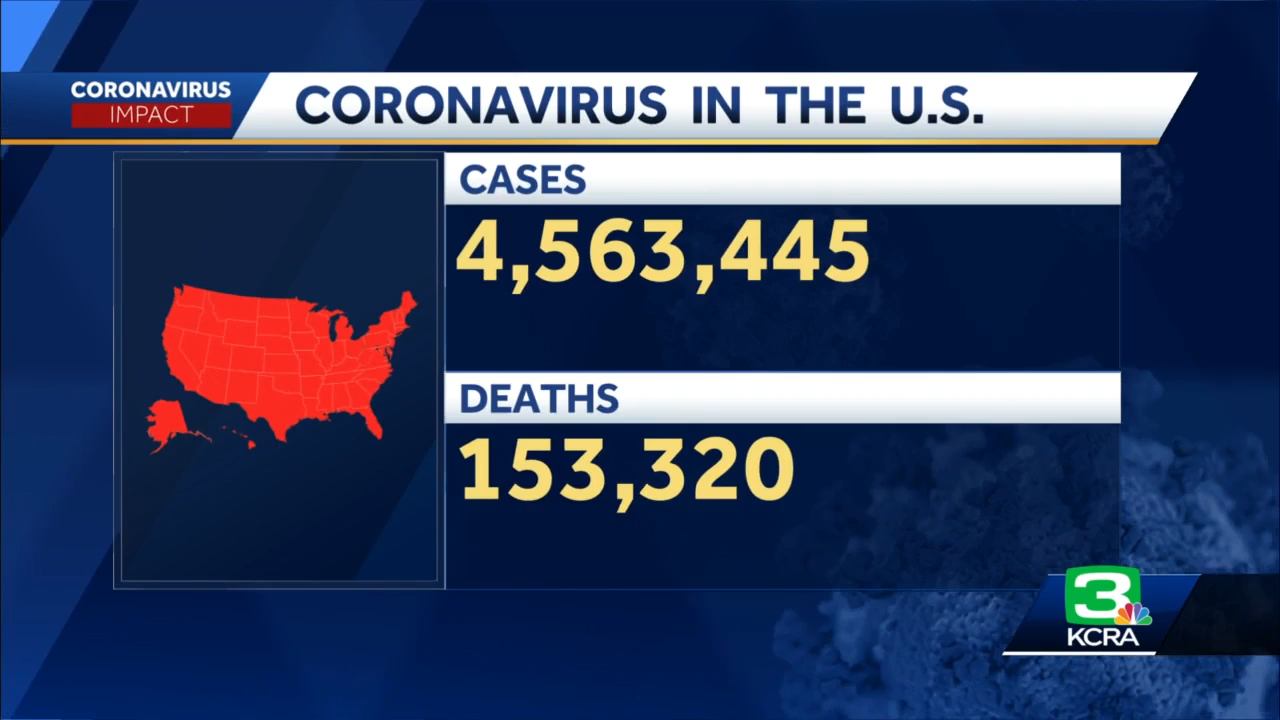 CORONAVIRUS
IMPACT
CORONAVIRUS IN THE U.S.
CASES
4,563,445
DEATHS
153,320
3
KCRA